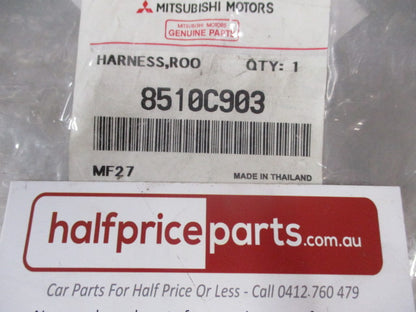 MITSUBISHI MOTORS
MITSUBISHI MOTORS
GENUINE PARTS
HARNESS,ROO QTY: 1
8510C903
MF27 MADE IN THAILAND
halfpriceparts.com.au
Car Parts For Half Price Or Less - Call 0412-760 479